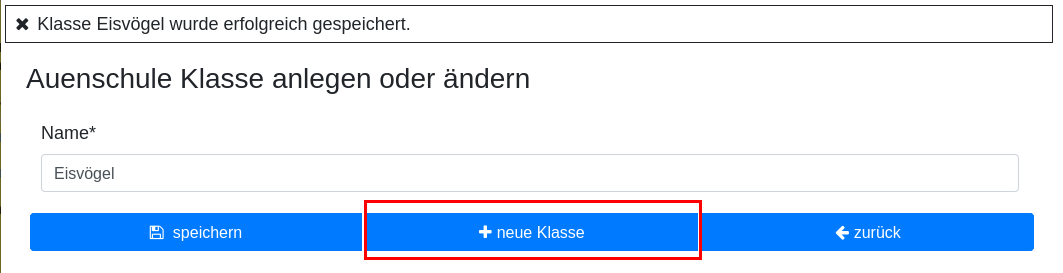 Klasse Eisvögel wurde erfolgreich gespeichert.
Auenschule Klasse anlegen oder ändern
Name*
Eisvögel
speichern
neue Klasse
zurück